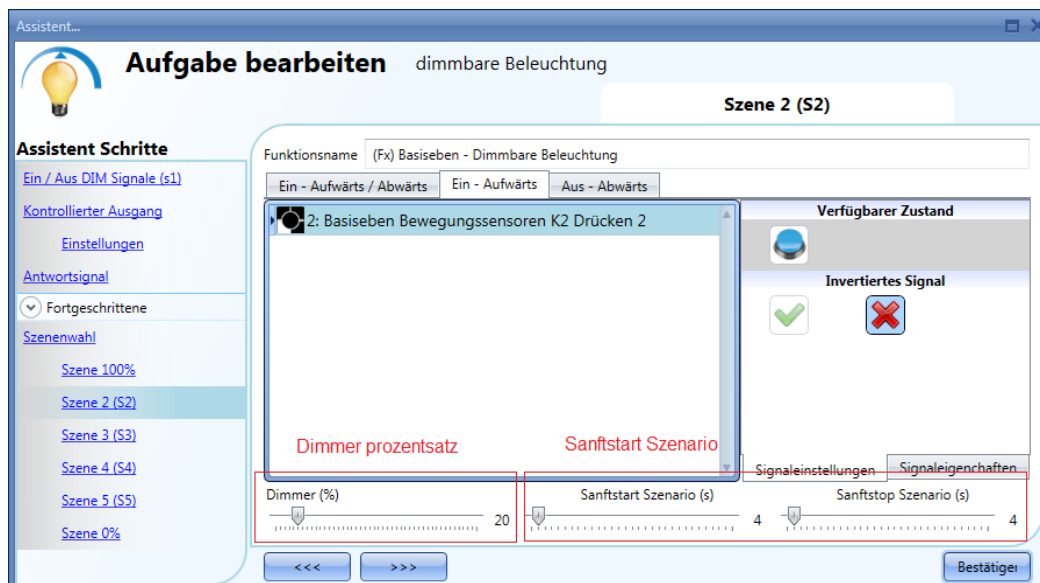 Assistent...
Aufgabe bearbeiten dimmbare Beleuchtung
Szene 2 (S2)
Assistent Schritte
Ein / Aus DIM Signale (s1)
Kontrollierter Ausgang
Einstellungen
Antwortsignal
Fortgeschrittene
Szenenwahl
Szene 100%
Szene 2 (S2)
Szene 3 (S3)
Szene 4 (S4)
Szene 5 (S5)
Szene 0%
Funktionsname (Fx) Basiseben - Dimmbare Beleuchtung
Ein - Aufwärts / Abwärts Ein - Aufwärts Aus - Abwärts
2: Basiseben Bewegungssensoren K2 Drücken 2
Verfügbarer Zustand
Invertiertes Signal
Dimmer prozentsatz Sanftstart Szenario
Signaleinstellungen Signaleigenschaften
Dimmer (%) Sanftstart Szenario (s) Sanftstop Szenario (s)
20 4 4
<<< >>> Bestätiger